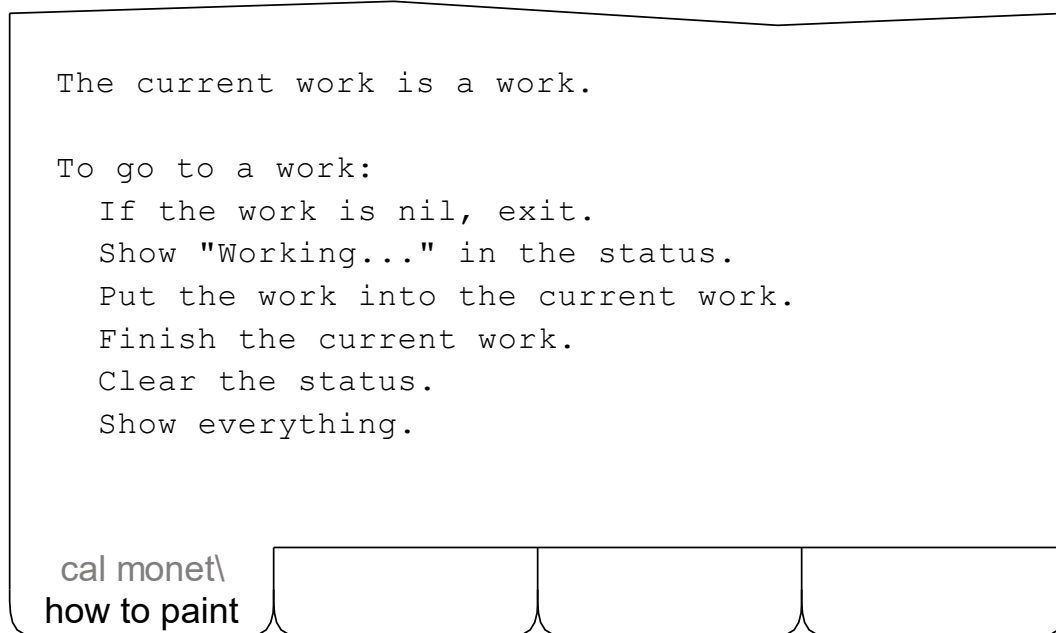 The current work is a work.
To go to a work:
If the work is nil, exit.
Show "Working..." in the status.
Put the work into the current work.
Finish the current work.
Clear the status.
Show everything.
cal monet\
how to paint